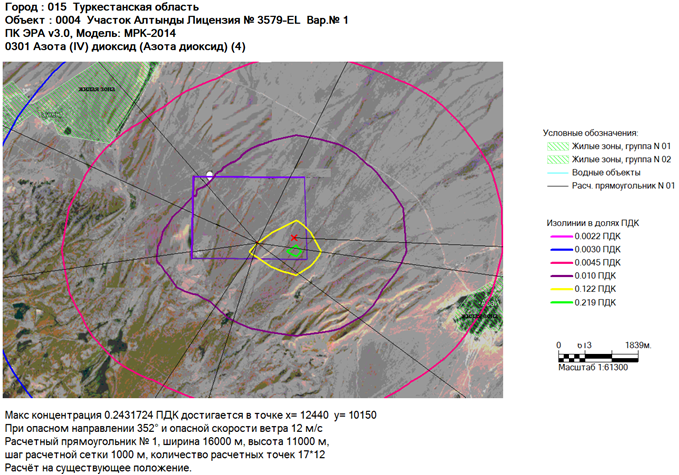 Город : 015 Туркестанская область
Объект : 0004 Участок Алтынды Лицензия № 3579-EL Вар.№ 1
ПК ЭРА v3.0, Модель: МРК-2014
0301 Азота (IV) диоксид (Азота диоксид) (4)
жилая зона
Условные обозначения:
Жилые зоны, группа N 01
Жилые зоны, группа N 02
Водные объекты
Расч. прямоугольник N 01
Изолинии в долях ПДК
0.0022 ПДК
0.0030 ПДК
0.0045 ПДК
0.010 ПДК
0.122 ПДК
0.219 ПДК
0 613 1839м.
Масштаб 1:61300
Макс концентрация 0.2431724 ПДК достигается в точке x= 12440 y= 10150
При опасном направлении 352° и опасной скорости ветра 12 м/с
Расчетный прямоугольник № 1, ширина 16000 м, высота 11000 м,
шаг расчетной сетки 1000 м, количество расчетных точек 17*12
Расчёт на существующее положение.